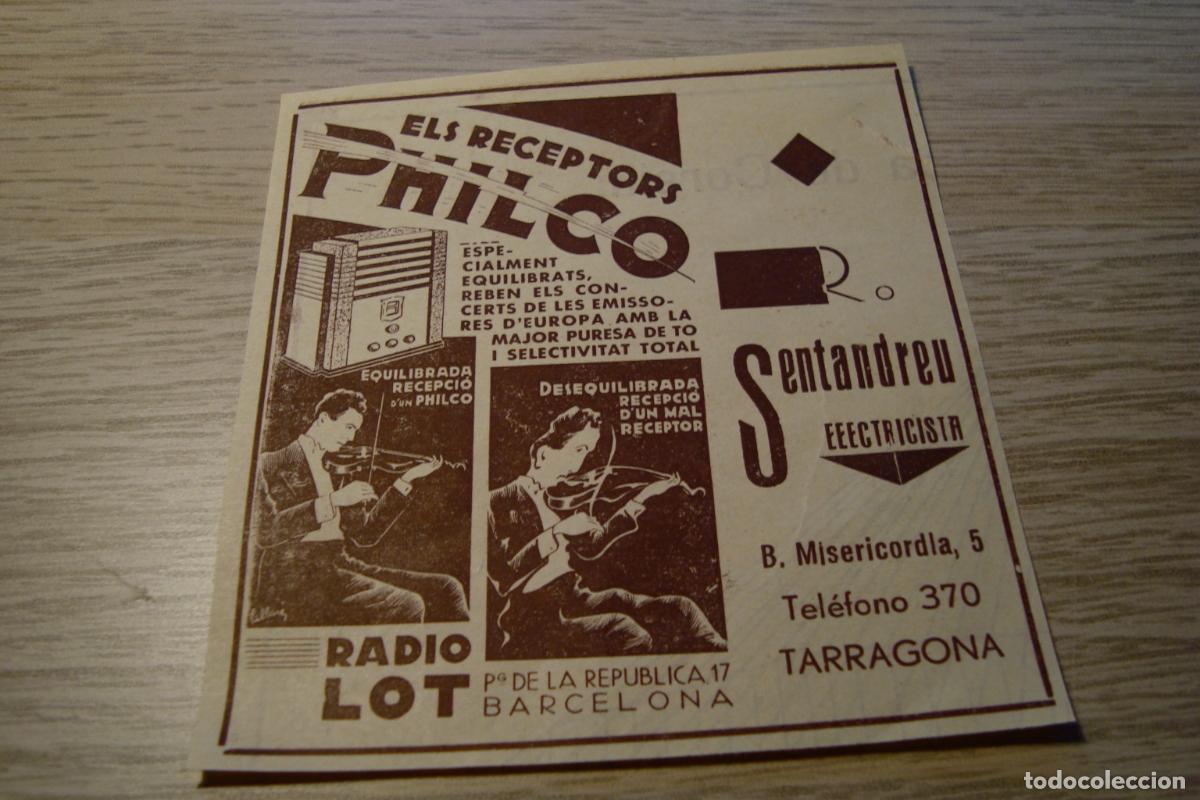 ELS RECEPTORS
PHILCO
ESPE-
CIALMENT
EQUILIBRATS,
REBEN ELS CON-
CERTS DE LES EMISSO-
RES D'EUROPA AMB LA
MAJOR PURESA DE TO
I SELECTIVITAT TOTAL
EQUILIBRADA
RECEPCIÓ
D'UN PHILCO
DESEQUILIBRADA
RECEPCIÓ
D'UN MAL
RECEPTOR
RADIO
LOT
Pg DE LA REPUBLICA, 17
BARCELONA
R.
Sentandreu
ELECTRICISTA
B. Misericordia, 5
Teléfono 370
TARRAGONA
todocoleccion